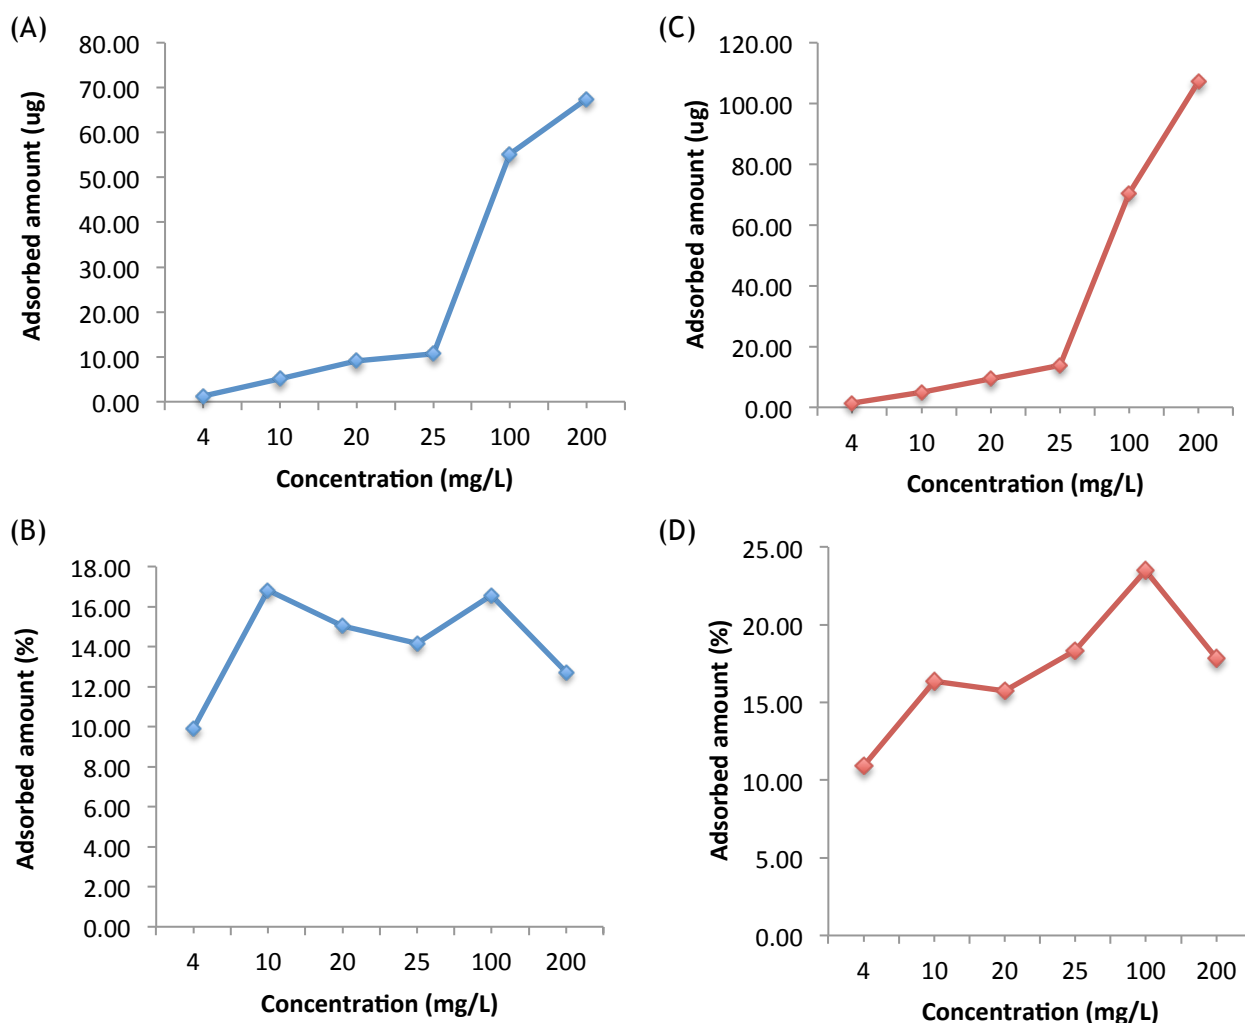 (A)
Adsorbed amount (ug)
80.00
70.00
60.00
50.00
40.00
30.00
20.00
10.00
0.00
4 10 20 25 100 200
Concentration (mg/L)
(C)
Adsorbed amount (ug)
120.00
100.00
80.00
60.00
40.00
20.00
0.00
4 10 20 25 100 200
Concentration (mg/L)
(B)
Adsorbed amount (%)
18.00
16.00
14.00
12.00
10.00
8.00
6.00
4.00
2.00
0.00
4 10 20 25 100 200
Concentration (mg/L)
(D)
Adsorbed amount (%)
25.00
20.00
15.00
10.00
5.00
0.00
4 10 20 25 100 200
Concentration (mg/L)